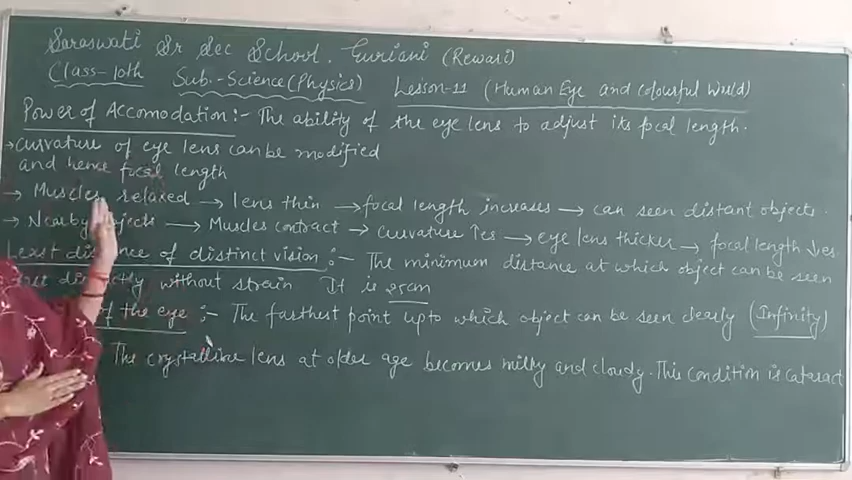 Saraswati Sr Sec School. Guriani (Rewari)
Class-10th Sub.-Science (Physics) Lesson-11 (Human Eye and colourful World)
Power of Accomodation:- The ability of the eye lens to adjust its focal length.
→ Curvature of eye lens can be modified
and hence focal length
→ Muscles relaxed → lens thin → focal length increases → can seen distant objects.
→ Nearby objects → Muscles contract → curvature ↑es → eye lens thicker → focal length ↓es
Least distance of distinct vision :- The minimum distance at which object can be seen
without strain It is 25cm
of the eye :- The farthest point upto which object can be seen clearly (Infinity)
The crystalline lens at older age becomes milky and cloudy. This condition is cataract